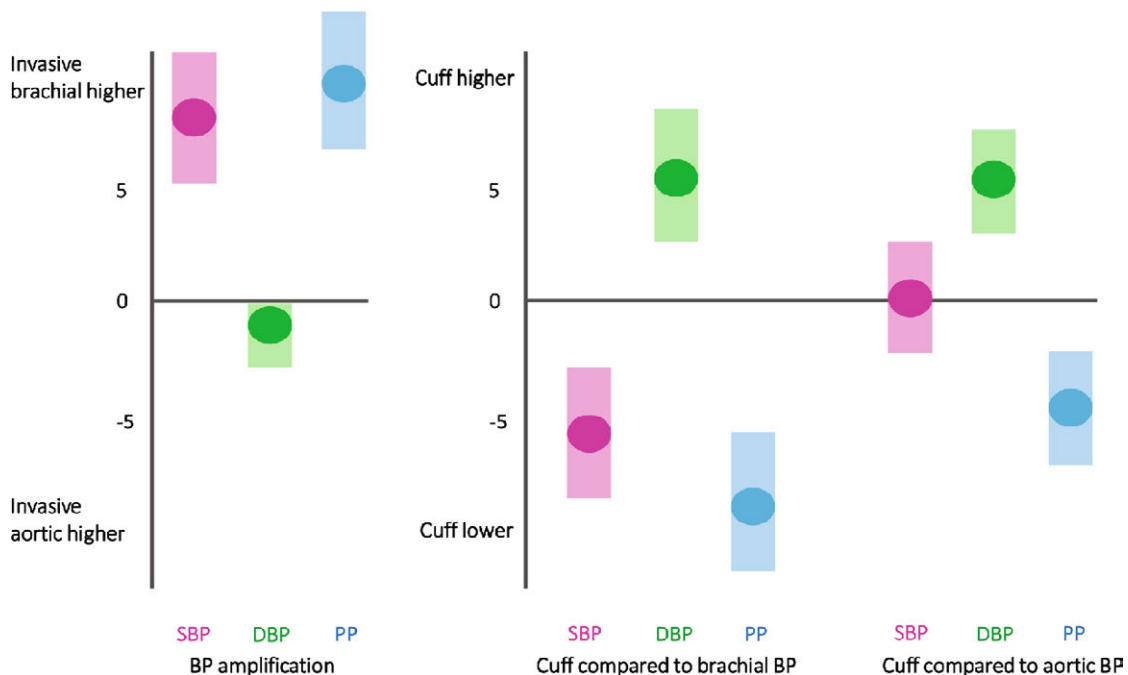 Invasive
brachial higher
5
0
-5
Invasive
aortic higher
SBP DBP PP
BP amplification
Cuff higher
5
0
-5
Cuff lower
SBP DBP PP
Cuff compared to brachial BP
SBP DBP PP
Cuff compared to aortic BP